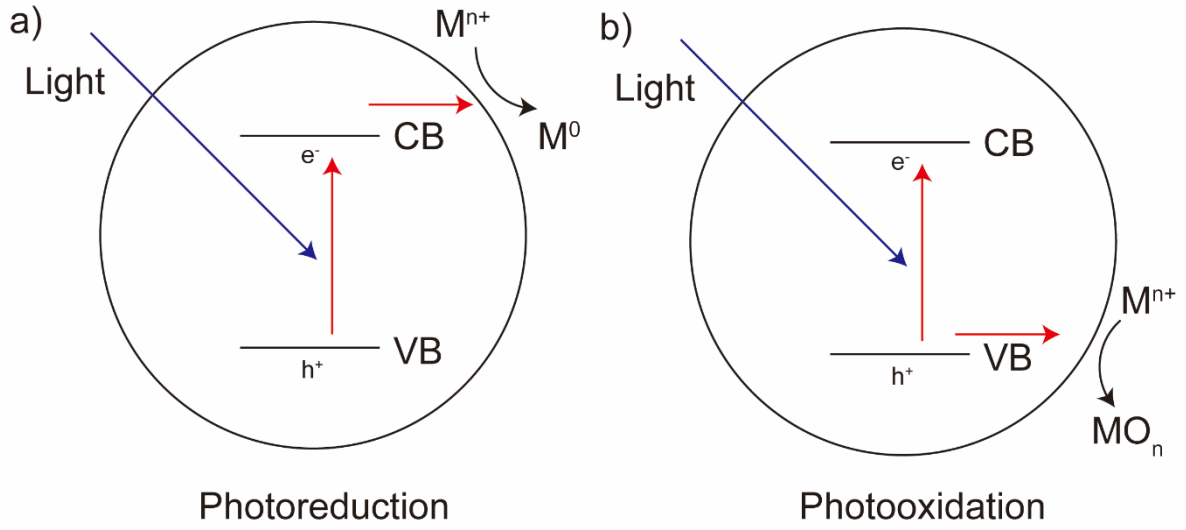 a)
Light
Mⁿ⁺
M⁰
CB
e⁻
VB
h⁺
Photoreduction
b)
Light
CB
e⁻
Mⁿ⁺
VB
h⁺
MOₙ
Photooxidation